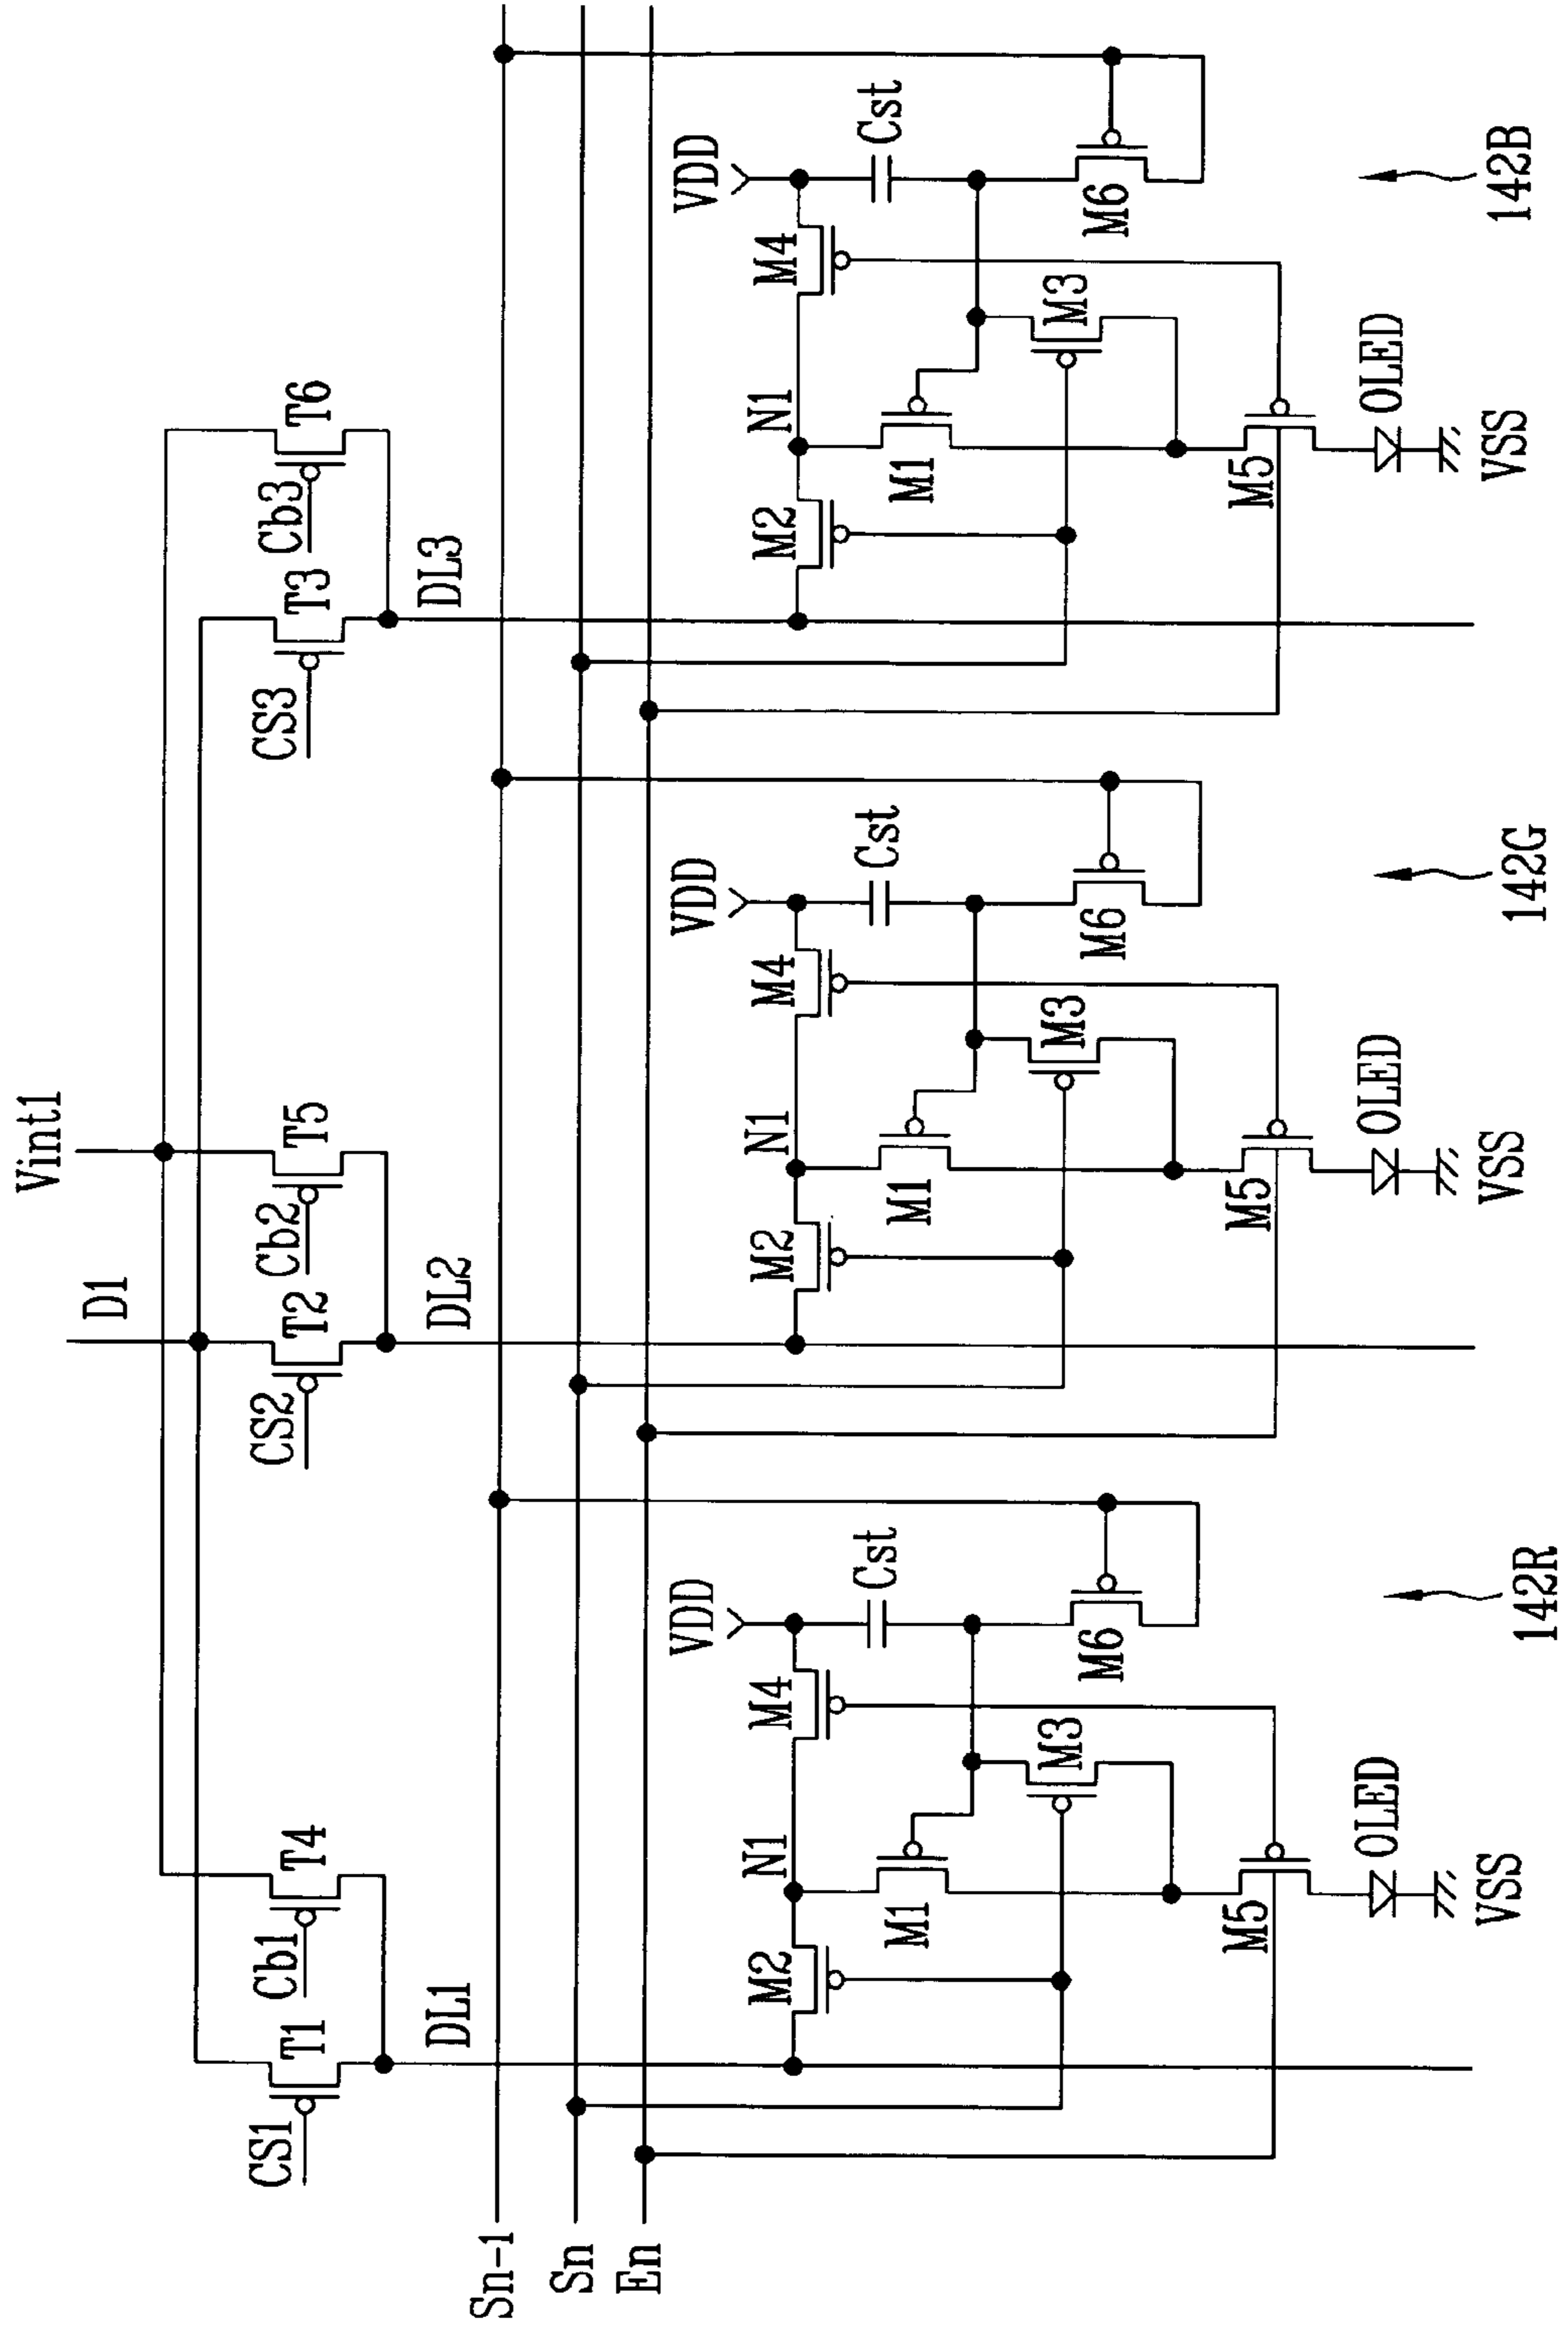 Vint1
D1
CS1
T1
Cb1
T4
CS2
T2
Cb2
T5
CS3
T3
Cb3
T6
DL1
DL2
DL3
Sn-1
Sn
En
M2
N1
M4
VDD
Cst
M1
M3
M6
M5
OLED
VSS
142R
M2
N1
M4
VDD
Cst
M1
M3
M6
M5
OLED
VSS
142G
M2
N1
M4
VDD
Cst
M1
M3
M6
M5
OLED
VSS
142B